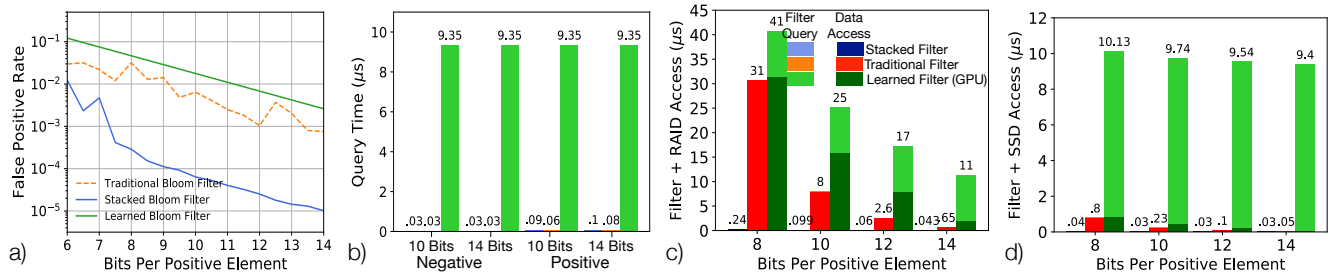 False Positive Rate
10⁻¹
10⁻²
10⁻³
10⁻⁴
10⁻⁵
Traditional Bloom Filter
Stacked Bloom Filter
Learned Bloom Filter
6 7 8 9 10 11 12 13 14
Bits Per Positive Element
a)
Query Time (μs)
10
8
6
4
2
0
9.35 9.35 9.35 9.35
.03.03 .03.03 .09.06 .1 .08
10 Bits 14 Bits 10 Bits 14 Bits
Negative Positive
b)
Filter + RAID Access (μs)
45
40
35
30
25
20
15
10
5
0
Filter Data
Query Access
Stacked Filter
Traditional Filter
Learned Filter (GPU)
41
31
25
17
11
8
2.6
.24 .099 .06 .043 .65
8 10 12 14
Bits Per Positive Element
c)
Filter + SSD Access (μs)
12
10
8
6
4
2
0
10.13 9.74 9.54 9.4
.04 .8 .03 .23 .03 .1 .03.05
8 10 12 14
Bits Per Positive Element
d)